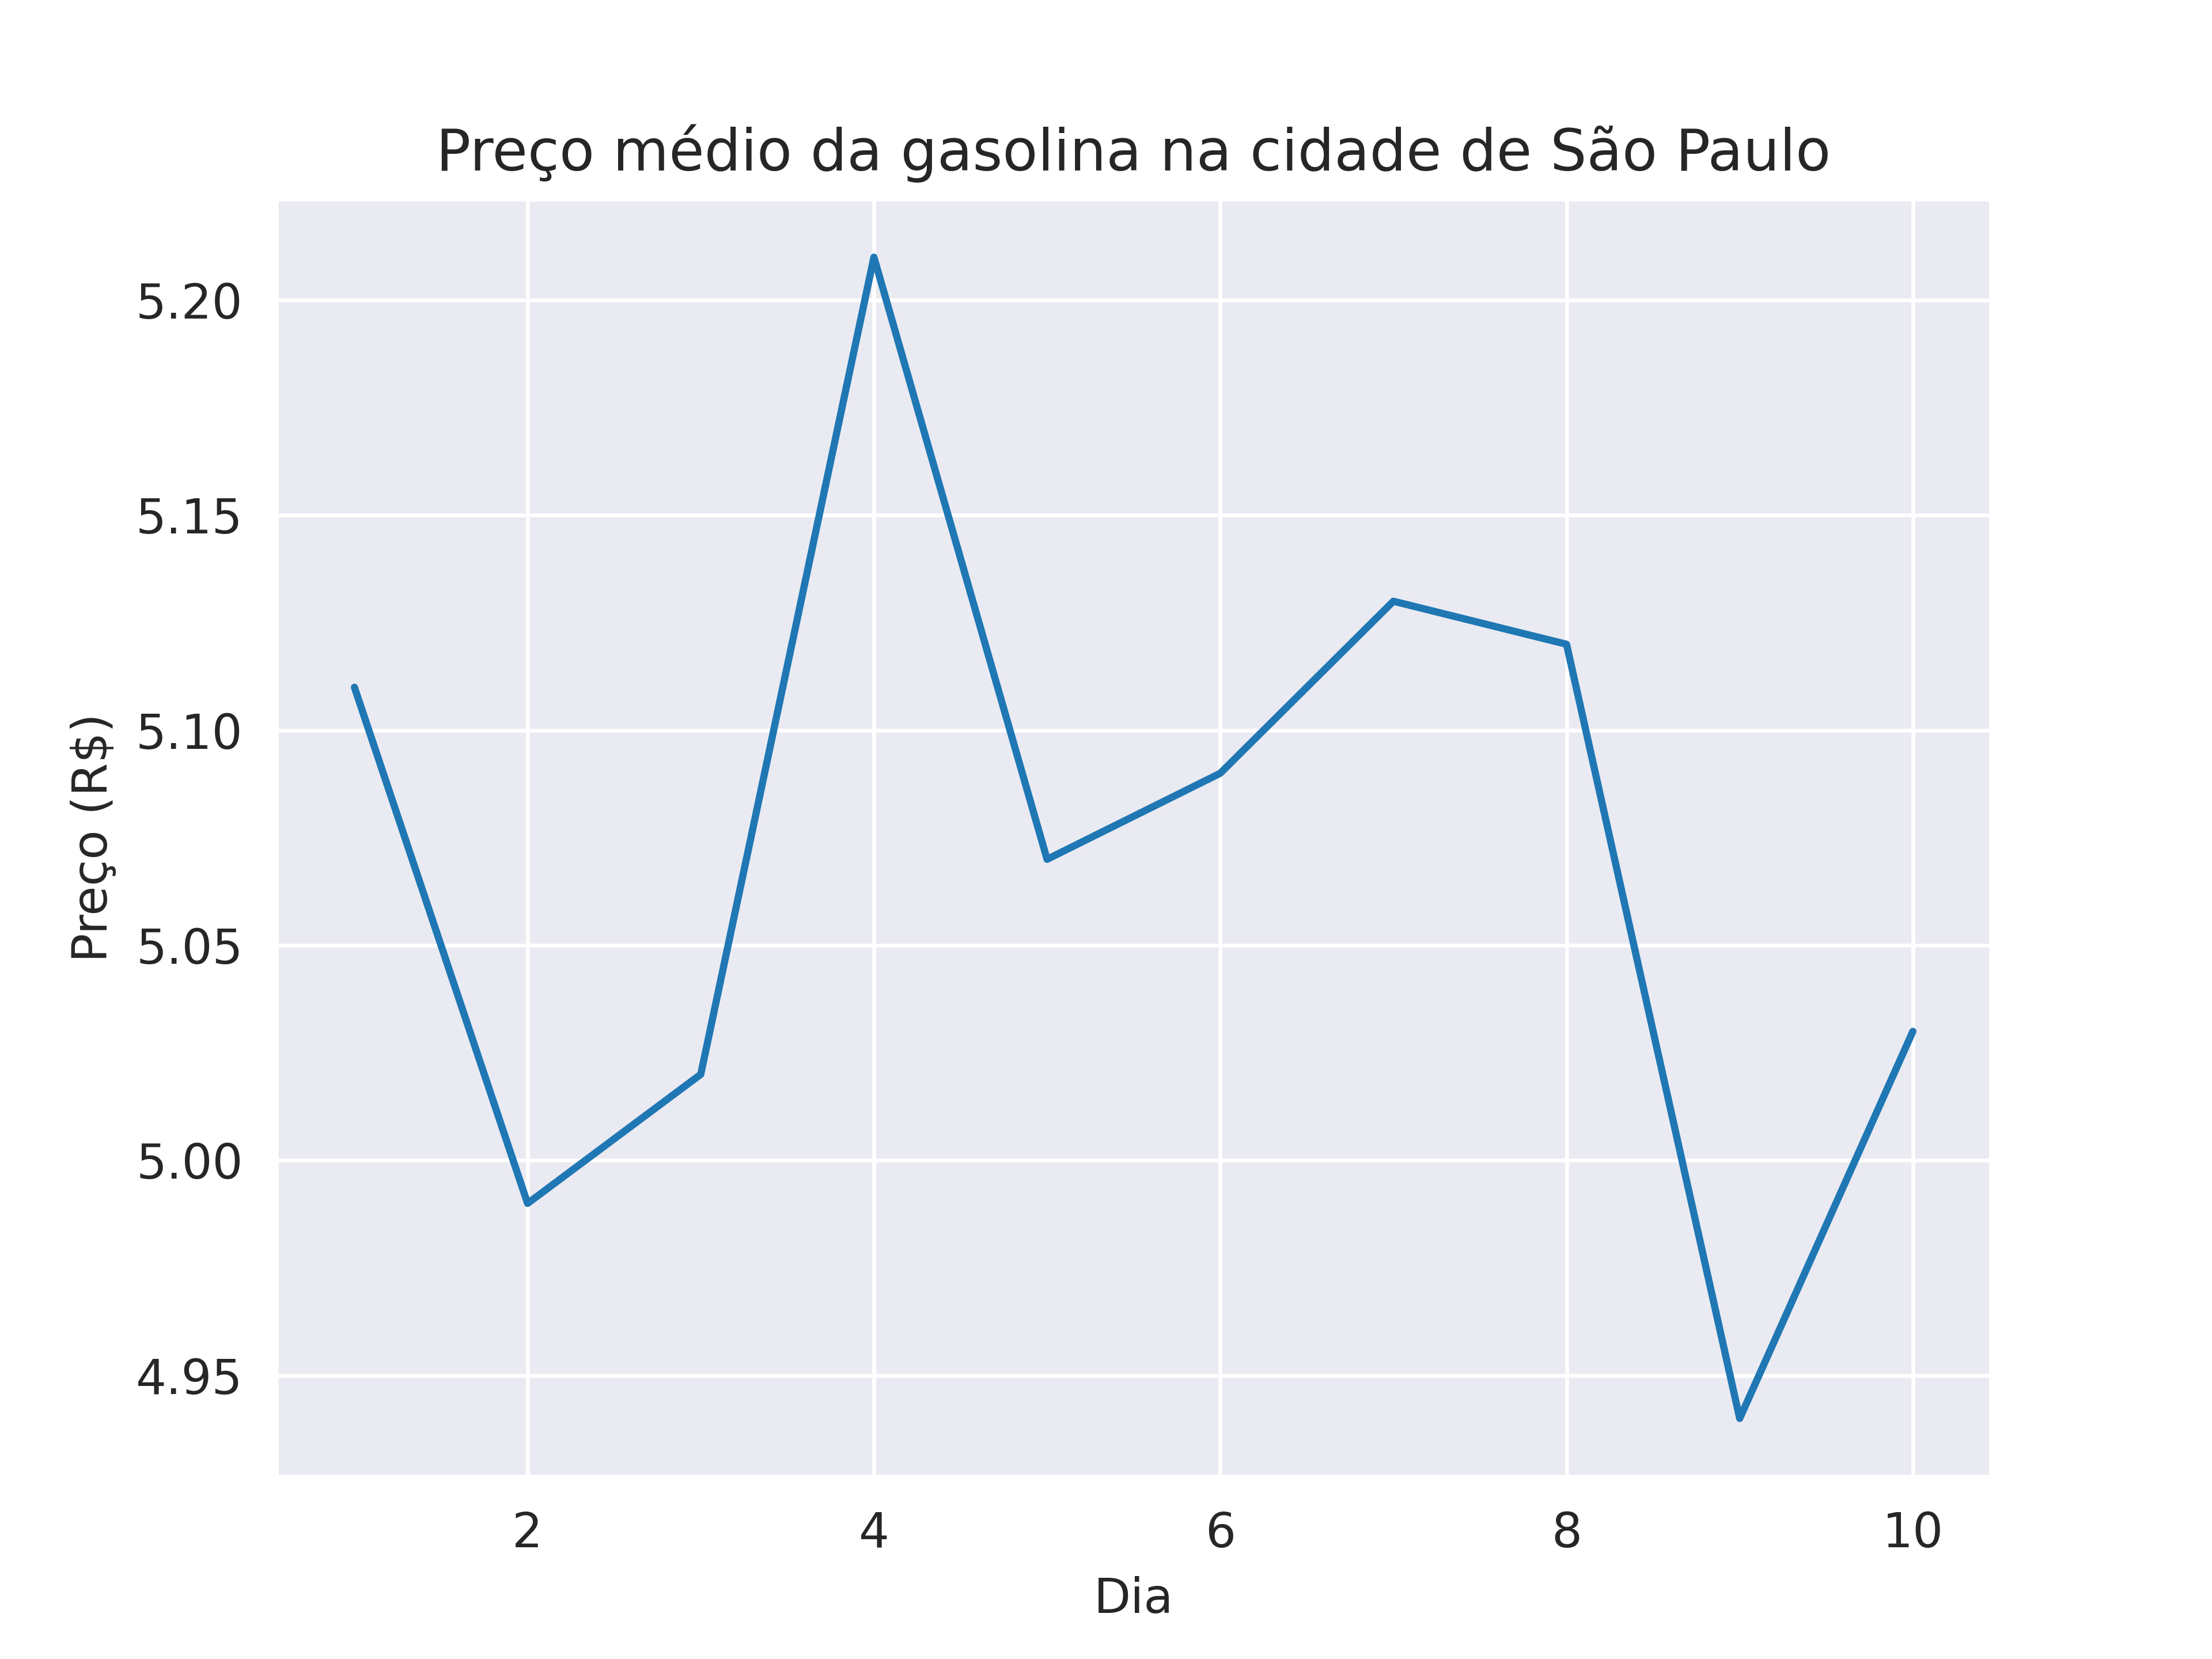 Preço médio da gasolina na cidade de São Paulo
Preço (R$)
5.20
5.15
5.10
5.05
5.00
4.95
2 4 6 8 10
Dia